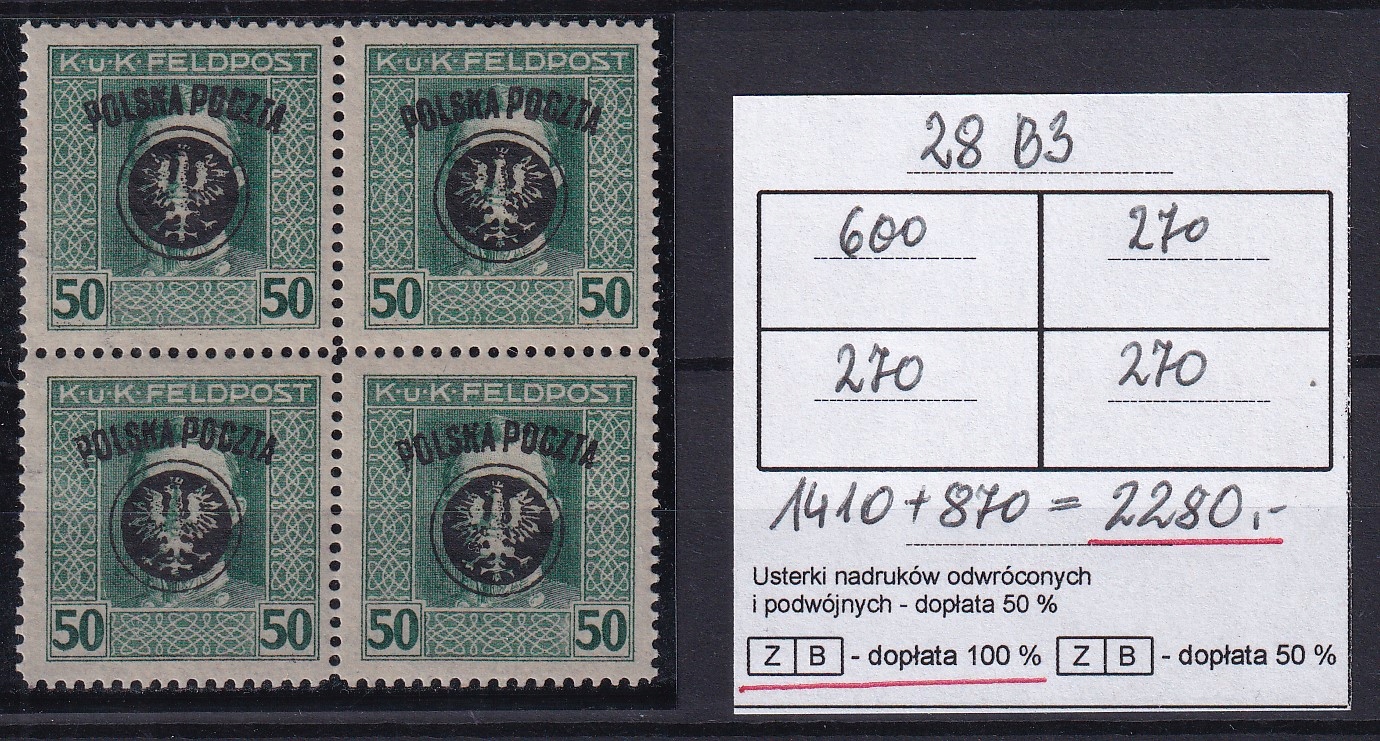 K·u·K·FELDPOST K·u·K·FELDPOST
POLSKA POCZTA POLSKA POCZTA
50 50 50 50
K·u·K·FELDPOST K·u·K·FELDPOST
POLSKA POCZTA POLSKA POCZTA
50 50 50 50
28 B3
600 270
270 270
1410 + 870 = 2280,-
Usterki nadruków odwróconych
i podwójnych - dopłata 50 %
Z B - dopłata 100 % Z B - dopłata 50 %